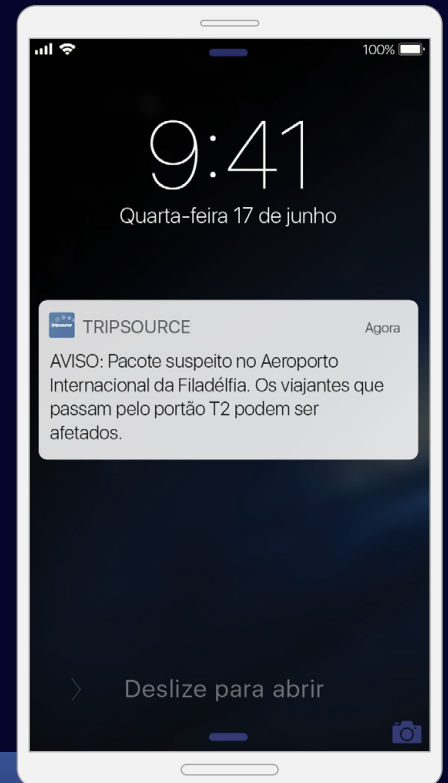 100%
9:41
Quarta-feira 17 de junho
TRIPSOURCE Agora
AVISO: Pacote suspeito no Aeroporto
Internacional da Filadélfia. Os viajantes que
passam pelo portão T2 podem ser
afetados.
Deslize para abrir